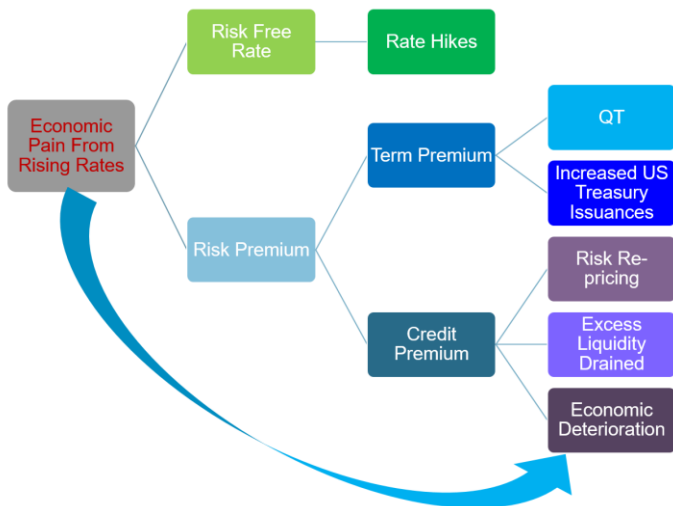 Economic
Pain From
Rising Rates
Risk Free
Rate
Rate Hikes
Risk Premium
Term Premium
QT
Increased US
Treasury
Issuances
Credit
Premium
Risk Re-
pricing
Excess
Liquidity
Drained
Economic
Deterioration